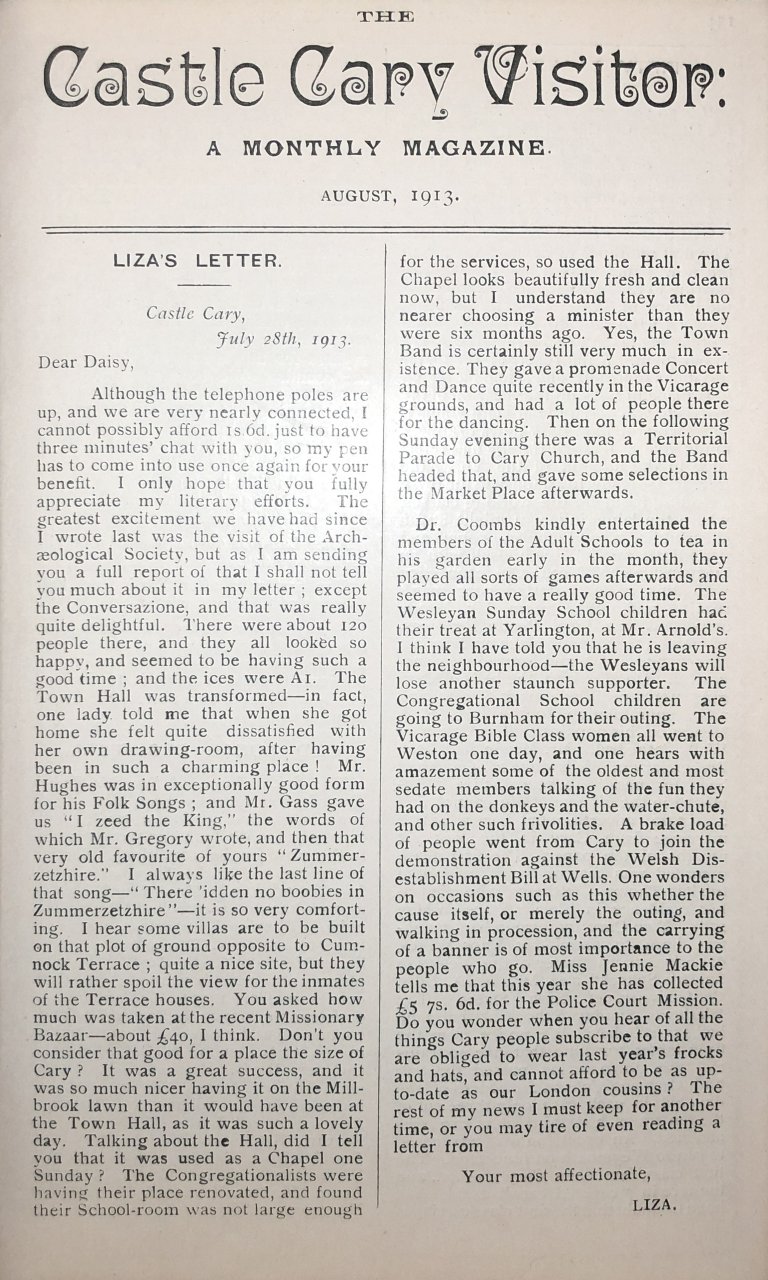 THE
Castle Cary Visitor:
A MONTHLY MAGAZINE.
AUGUST, 1913.
LIZA'S LETTER.
Castle Cary,
July 28th, 1913.
Dear Daisy,
Although the telephone poles are
up, and we are very nearly connected, I
cannot possibly afford 1s.6d. just to have
three minutes' chat with you, so my pen
has to come into use once again for your
benefit. I only hope that you fully
appreciate my literary efforts. The
greatest excitement we have had since
I wrote last was the visit of the Arch-
æological Society, but as I am sending
you a full report of that I shall not tell
you much about it in my letter ; except
the Conversazione, and that was really
quite delightful. There were about 120
people there, and they all looked so
happy, and seemed to be having such a
good time ; and the ices were A1. The
Town Hall was transformed—in fact,
one lady told me that when she got
home she felt quite dissatisfied with
her own drawing-room, after having
been in such a charming place ! Mr.
Hughes was in exceptionally good form
for his Folk Songs ; and Mr. Gass gave
us "I zeed the King," the words of
which Mr. Gregory wrote, and then that
very old favourite of yours "Zummer-
zetzhire." I always like the last line of
that song—"There 'idden no boobies in
Zummerzetzhire"—it is so very comfort-
ing. I hear some villas are to be built
on that plot of ground opposite to Cum-
nock Terrace ; quite a nice site, but they
will rather spoil the view for the inmates
of the Terrace houses. You asked how
much was taken at the recent Missionary
Bazaar—about £40, I think. Don't you
consider that good for a place the size of
Cary ? It was a great success, and it
was so much nicer having it on the Mill-
brook lawn than it would have been at
the Town Hall, as it was such a lovely
day. Talking about the Hall, did I tell
you that it was used as a Chapel one
Sunday ? The Congregationalists were
having their place renovated, and found
their School-room was not large enough
for the services, so used the Hall. The
Chapel looks beautifully fresh and clean
now, but I understand they are no
nearer choosing a minister than they
were six months ago. Yes, the Town
Band is certainly still very much in ex-
istence. They gave a promenade Concert
and Dance quite recently in the Vicarage
grounds, and had a lot of people there
for the dancing. Then on the following
Sunday evening there was a Territorial
Parade to Cary Church, and the Band
headed that, and gave some selections in
the Market Place afterwards.
Dr. Coombs kindly entertained the
members of the Adult Schools to tea in
his garden early in the month, they
played all sorts of games afterwards and
seemed to have a really good time. The
Wesleyan Sunday School children had
their treat at Yarlington, at Mr. Arnold's.
I think I have told you that he is leaving
the neighbourhood—the Wesleyans will
lose another staunch supporter. The
Congregational School children are
going to Burnham for their outing. The
Vicarage Bible Class women all went to
Weston one day, and one hears with
amazement some of the oldest and most
sedate members talking of the fun they
had on the donkeys and the water-chute,
and other such frivolities. A brake load
of people went from Cary to join the
demonstration against the Welsh Dis-
establishment Bill at Wells. One wonders
on occasions such as this whether the
cause itself, or merely the outing, and
walking in procession, and the carrying
of a banner is of most importance to the
people who go. Miss Jennie Mackie
tells me that this year she has collected
£5 7s. 6d. for the Police Court Mission.
Do you wonder when you hear of all the
things Cary people subscribe to that we
are obliged to wear last year's frocks
and hats, and cannot afford to be as up-
to-date as our London cousins ? The
rest of my news I must keep for another
time, or you may tire of even reading a
letter from
Your most affectionate,
LIZA.